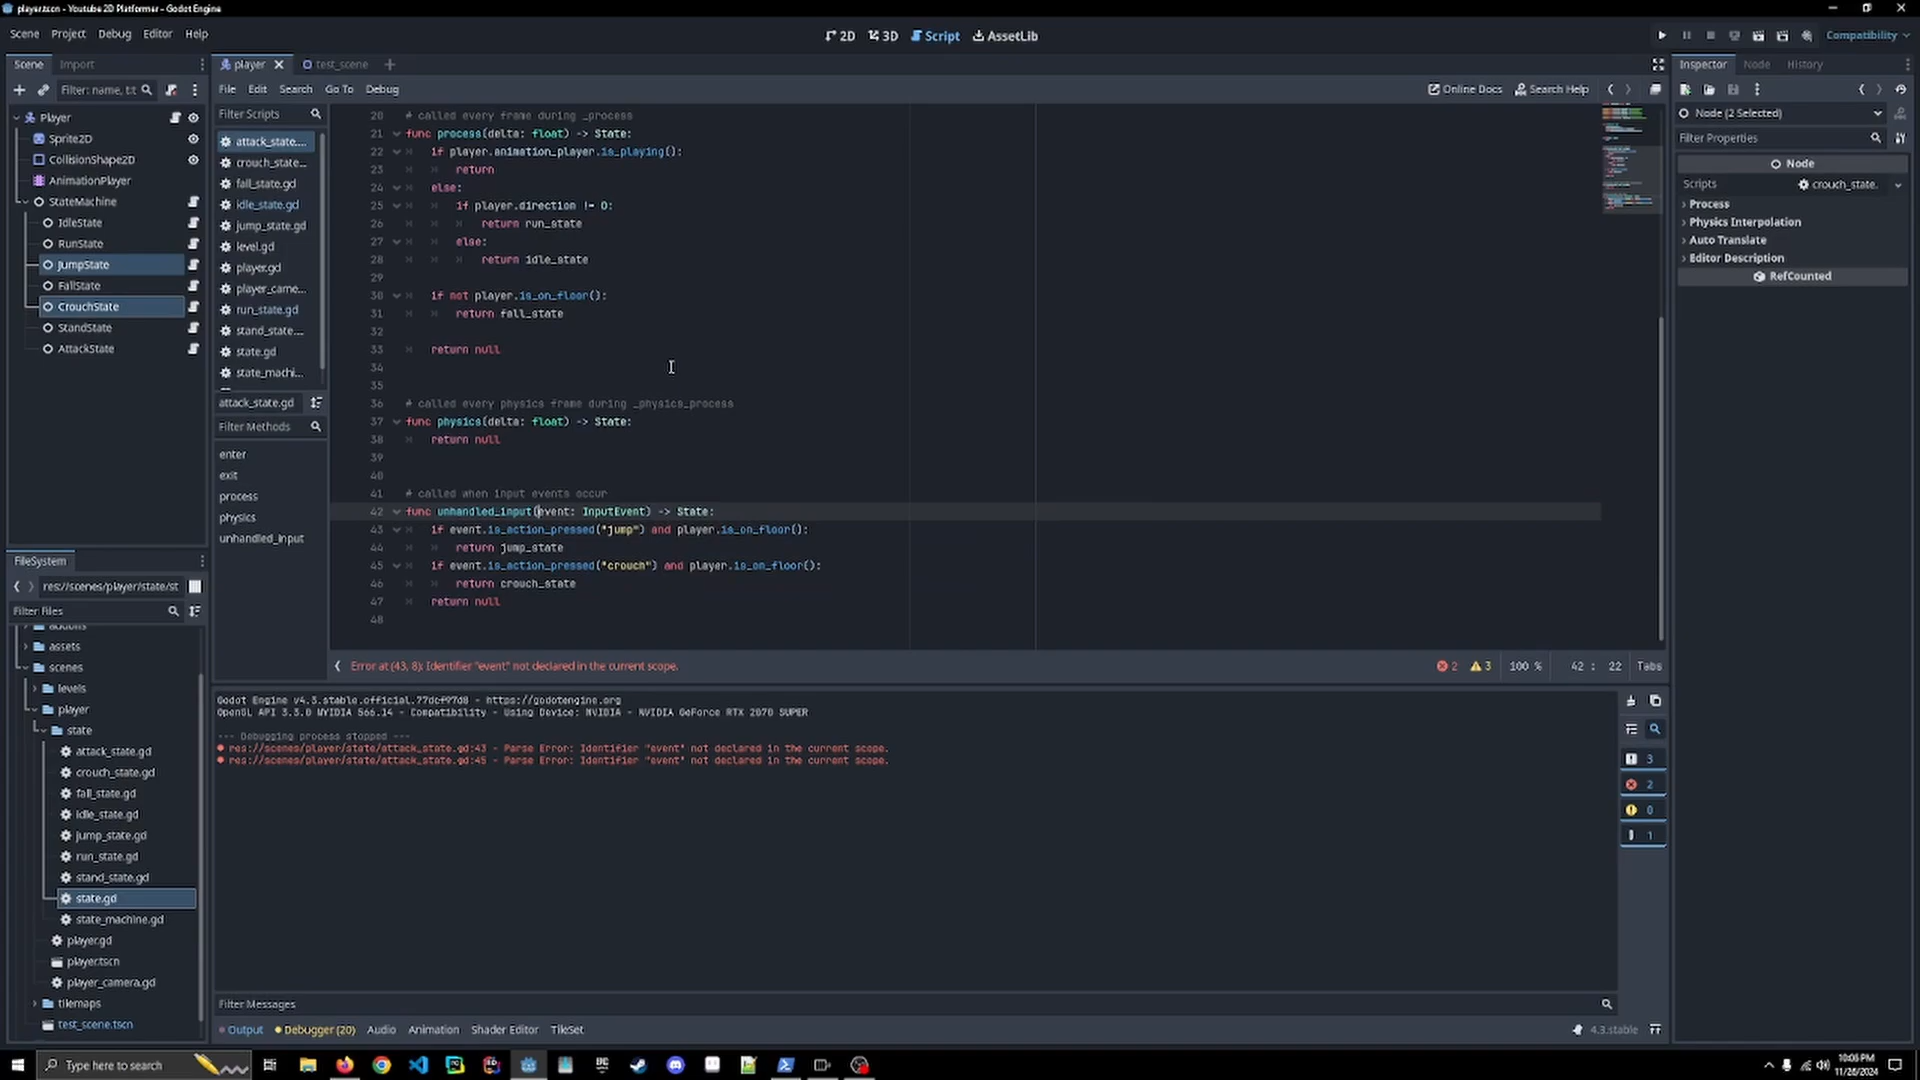 player.tscn - Youtube 2D Platformer - Godot Engine
Scene Project Debug Editor Help
2D 3D Script AssetLib
Compatibility
Scene Import
player test_scene
Inspector Node History
Filter: name, t:t
File Edit Search Go To Debug
Online Docs Search Help
Player
Sprite2D
CollisionShape2D
AnimationPlayer
StateMachine
IdleState
RunState
JumpState
FallState
CrouchState
StandState
AttackState
Filter Scripts
attack_state....
crouch_state...
fall_state.gd
idle_state.gd
jump_state.gd
level.gd
player.gd
player_came...
run_state.gd
stand_state....
state.gd
state_machi...
attack_state.gd
Filter Methods
enter
exit
process
physics
unhandled_input
20 # called every frame during _process
21 func process(delta: float) -> State:
22 if player.animation_player.is_playing():
23 return
24 else:
25 if player.direction != 0:
26 return run_state
27 else:
28 return idle_state
29
30 if not player.is_on_floor():
31 return fall_state
32
33 return null
34
35
36 # called every physics frame during _physics_process
37 func physics(delta: float) -> State:
38 return null
39
40
41 # called when input events occur
42 func unhandled_input(event: InputEvent) -> State:
43 if event.is_action_pressed("jump") and player.is_on_floor():
44 return jump_state
45 if event.is_action_pressed("crouch") and player.is_on_floor():
46 return crouch_state
47 return null
48
Error at (43, 8): Identifier "event" not declared in the current scope.
2 3 100 % 42 : 22 Tabs
Node (2 Selected)
Filter Properties
Node
Scripts crouch_state.
Process
Physics Interpolation
Auto Translate
Editor Description
RefCounted
FileSystem
res://scenes/player/state/st
Filter Files
addons
assets
scenes
levels
player
state
attack_state.gd
crouch_state.gd
fall_state.gd
idle_state.gd
jump_state.gd
run_state.gd
stand_state.gd
state.gd
state_machine.gd
player.gd
player.tscn
player_camera.gd
tilemaps
test_scene.tscn
Godot Engine v4.3.stable.official.77dcf97d8 - https://godotengine.org
OpenGL API 3.3.0 NVIDIA 566.14 - Compatibility - Using Device: NVIDIA - NVIDIA GeForce RTX 2070 SUPER
--- Debugging process stopped ---
res://scenes/player/state/attack_state.gd:43 - Parse Error: Identifier "event" not declared in the current scope.
res://scenes/player/state/attack_state.gd:45 - Parse Error: Identifier "event" not declared in the current scope.
3
2
0
1
Filter Messages
Output Debugger (20) Audio Animation Shader Editor TileSet
4.3.stable
Type here to search
10:05 PM
11/26/2024